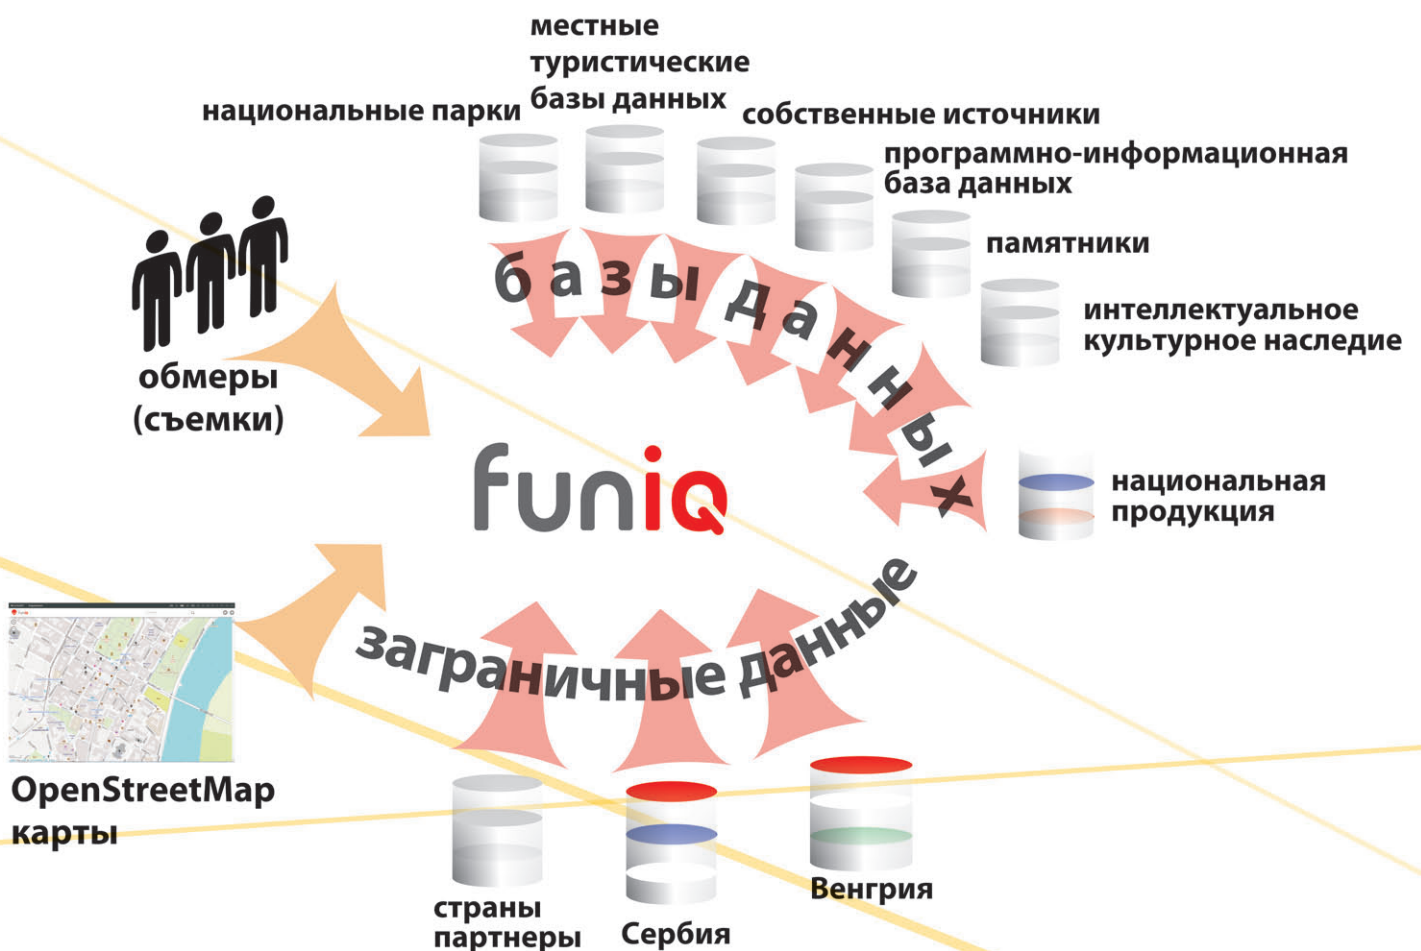 местные
туристические
базы данных
национальные парки
собственные источники
программно-информационная
база данных
памятники
интеллектуальное
культурное наследие
национальная
продукция
базы данных
обмеры
(съемки)
funiq
заграничные данные
OpenStreetMap
карты
страны
партнеры
Сербия
Венгрия